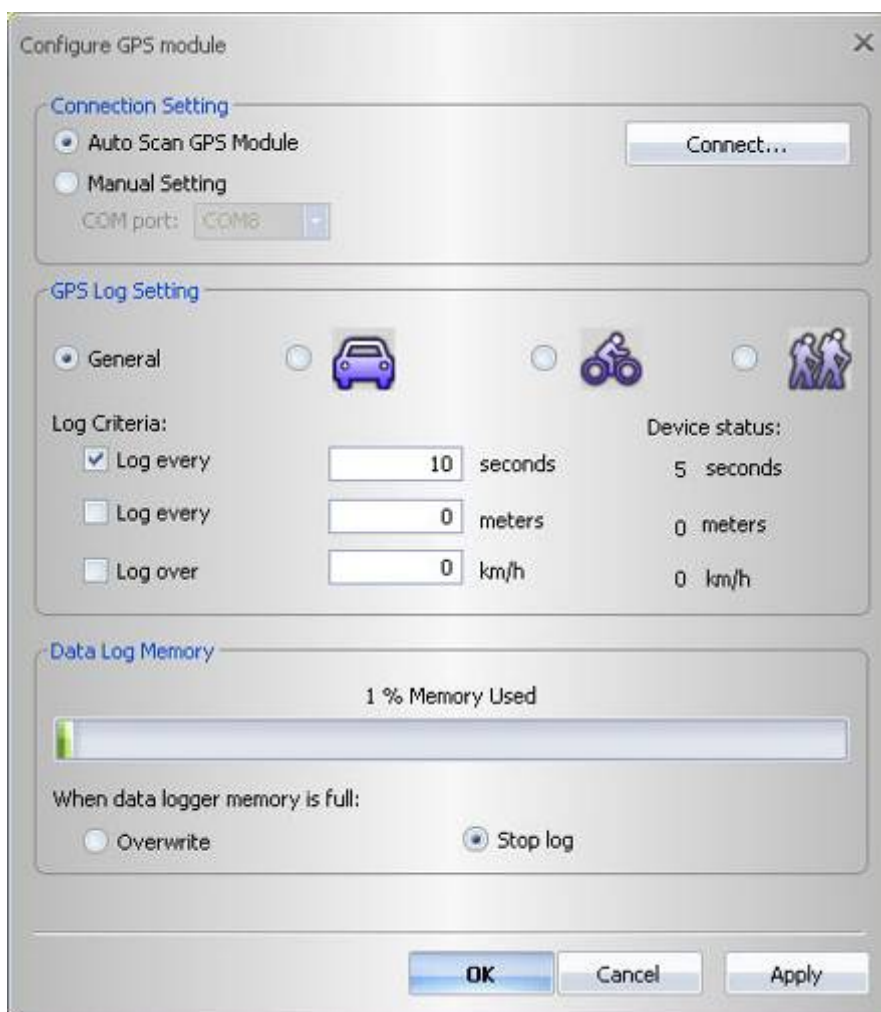 Configure GPS module
Connection Setting
Auto Scan GPS Module
Connect...
Manual Setting
COM port: COM8
GPS Log Setting
General
Log Criteria:
Device status:
Log every 10 seconds
5 seconds
Log every 0 meters
0 meters
Log over 0 km/h
0 km/h
Data Log Memory
1 % Memory Used
When data logger memory is full:
Overwrite
Stop log
OK
Cancel
Apply